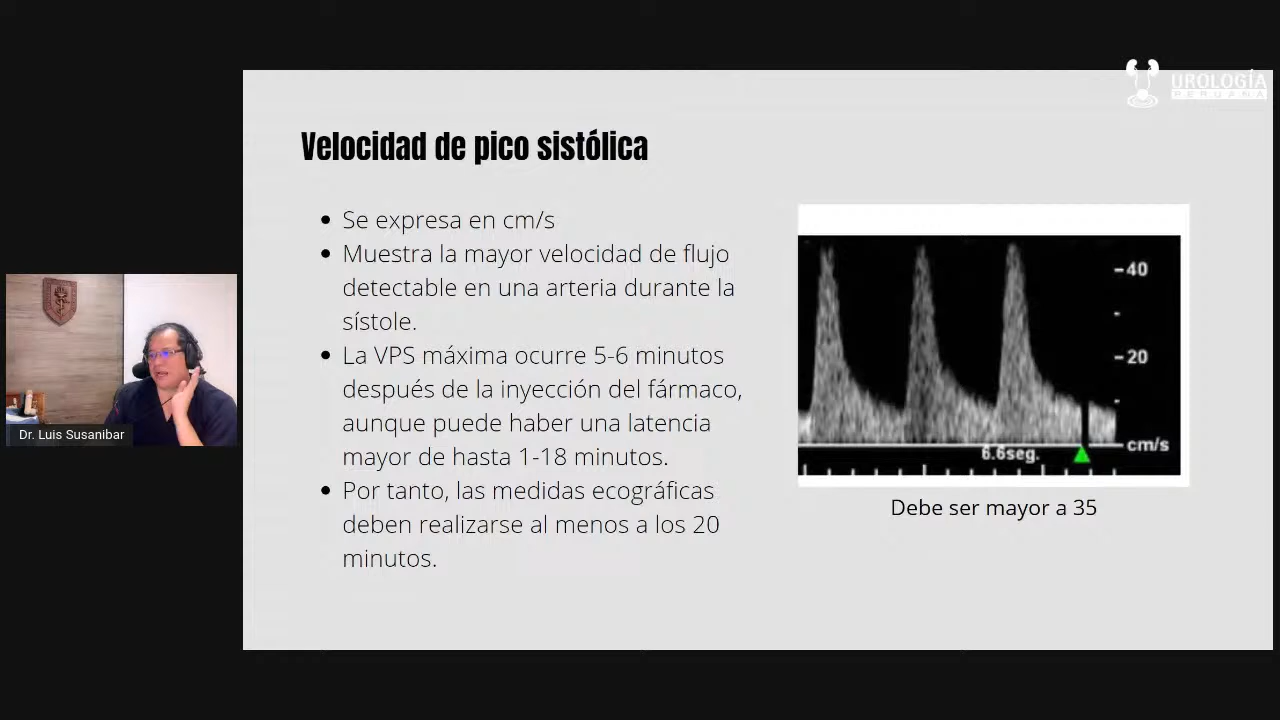 UROLOGÍA
PERUANA
Velocidad de pico sistólica
Se expresa en cm/s
Muestra la mayor velocidad de flujo
detectable en una arteria durante la
sístole.
La VPS máxima ocurre 5-6 minutos
después de la inyección del fármaco,
aunque puede haber una latencia
mayor de hasta 1-18 minutos.
Por tanto, las medidas ecográficas
deben realizarse al menos a los 20
minutos.
-40
-20
cm/s
6.6seg.
Debe ser mayor a 35
Dr. Luis Susanibar